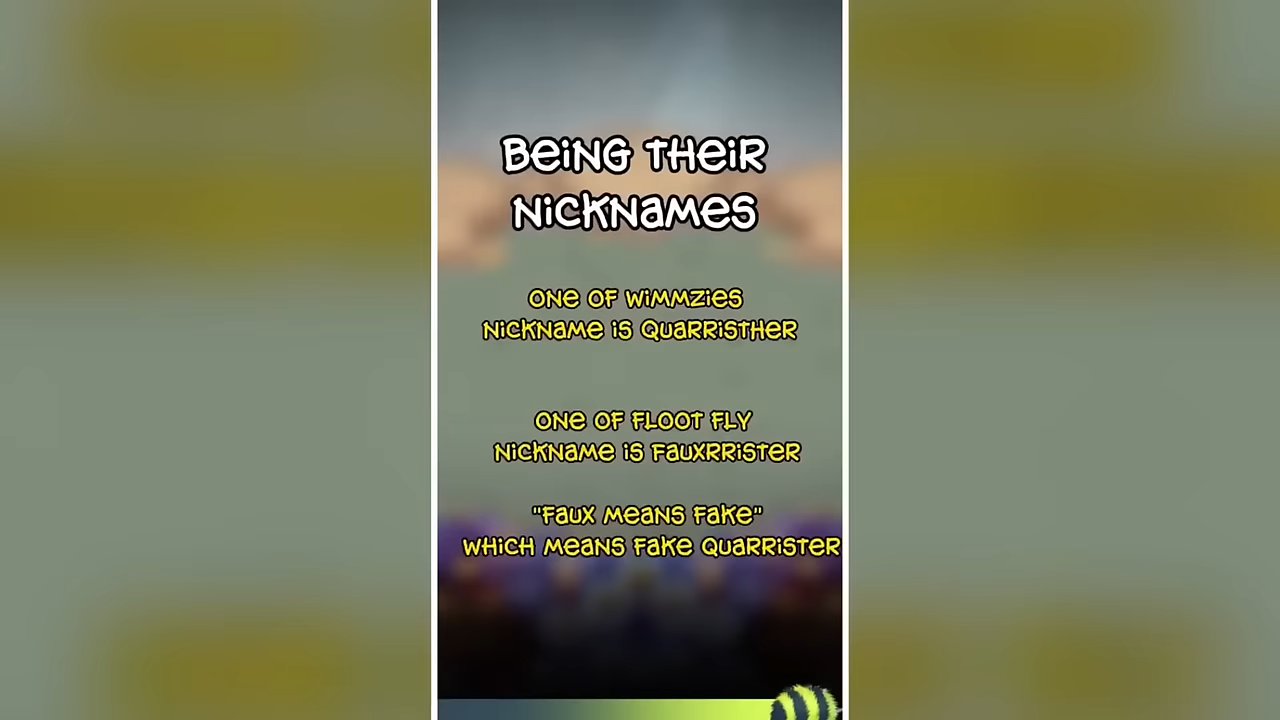 BeiNG THeiR
NiCKNaMeS
ONe OF WiMMZieS
NiCKNaMe iS QUaRRiSTHeR
ONe OF FLOOT FLY
NiCKNaMe iS FaUXRRiSTeR
"FaUX MeaNS FaKe"
WHiCH MeaNS FaKe QUaRRiSTeR